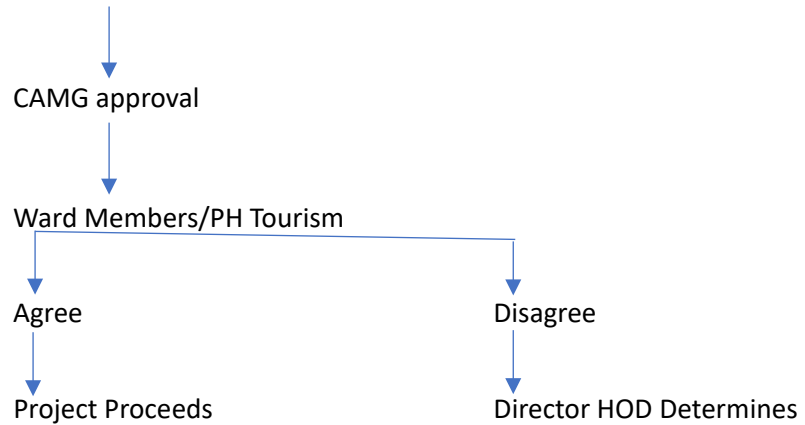 CAMG approval
Ward Members/PH Tourism
Agree
Disagree
Project Proceeds
Director HOD Determines